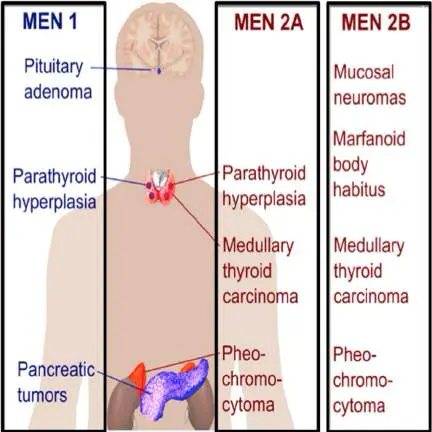 MEN 1
Pituitary
adenoma
Parathyroid
hyperplasia
Pancreatic
tumors
MEN 2A
Parathyroid
hyperplasia
Medullary
thyroid
carcinoma
Pheo-
chromo-
cytoma
MEN 2B
Mucosal
neuromas
Marfanoid
body
habitus
Medullary
thyroid
carcinoma
Pheo-
chromo-
cytoma